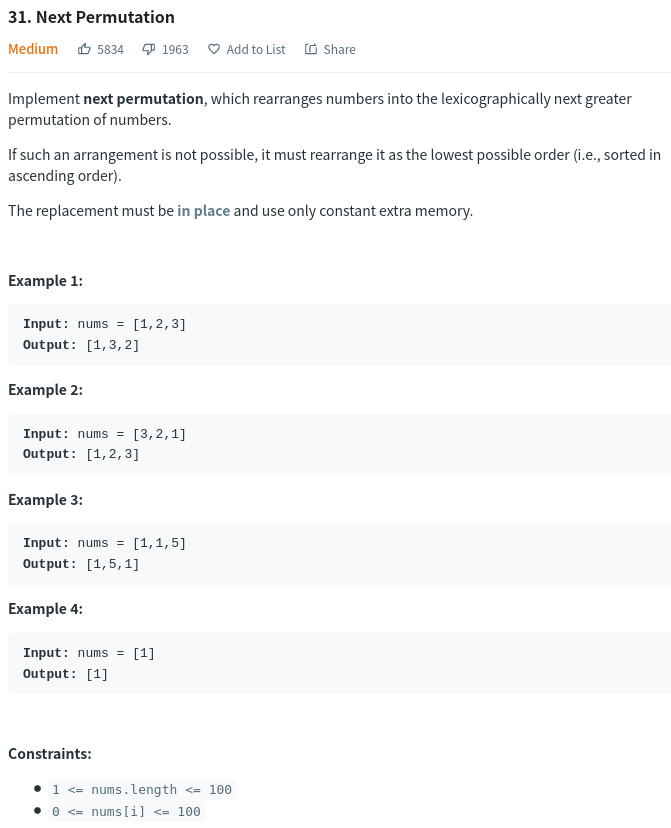 31. Next Permutation
Medium 5834 1963 Add to List Share
Implement next permutation, which rearranges numbers into the lexicographically next greater
permutation of numbers.
If such an arrangement is not possible, it must rearrange it as the lowest possible order (i.e., sorted in
ascending order).
The replacement must be in place and use only constant extra memory.
Example 1:
Input: nums = [1,2,3]
Output: [1,3,2]
Example 2:
Input: nums = [3,2,1]
Output: [1,2,3]
Example 3:
Input: nums = [1,1,5]
Output: [1,5,1]
Example 4:
Input: nums = [1]
Output: [1]
Constraints:
1 <= nums.length <= 100
0 <= nums[i] <= 100